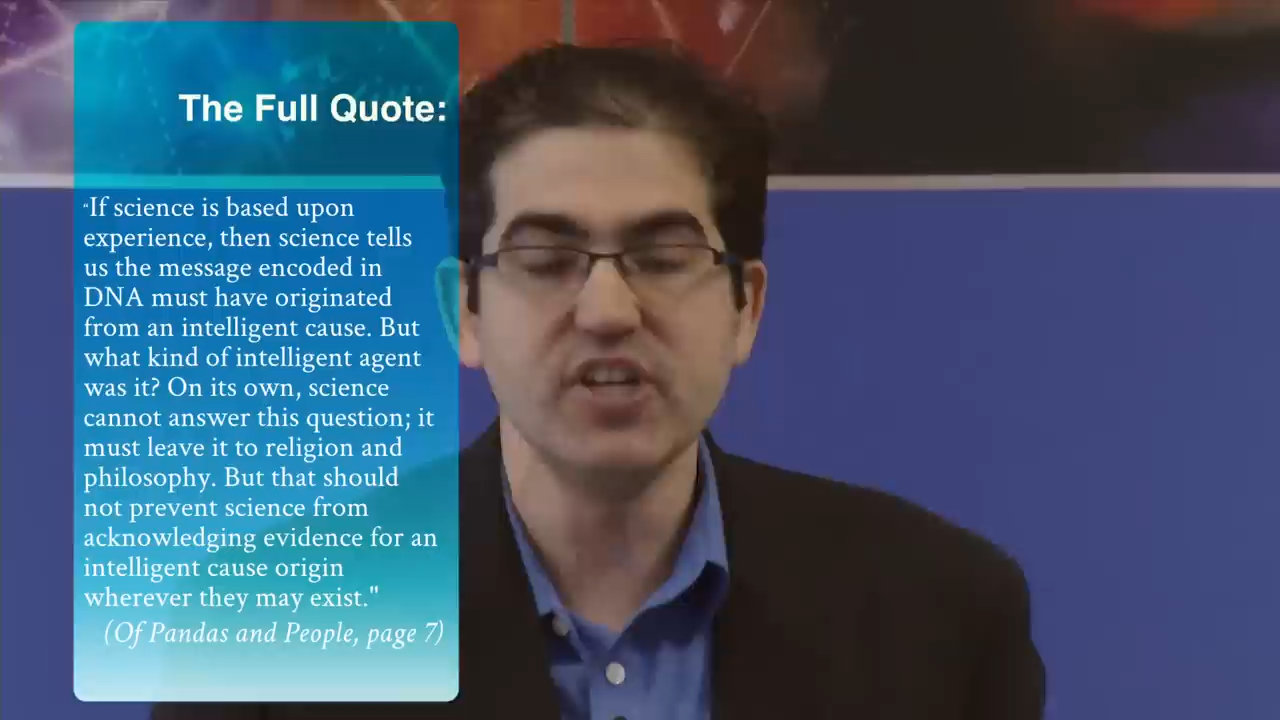 The Full Quote:
“If science is based upon
experience, then science tells
us the message encoded in
DNA must have originated
from an intelligent cause. But
what kind of intelligent agent
was it? On its own, science
cannot answer this question; it
must leave it to religion and
philosophy. But that should
not prevent science from
acknowledging evidence for an
intelligent cause origin
wherever they may exist."
(Of Pandas and People, page 7)